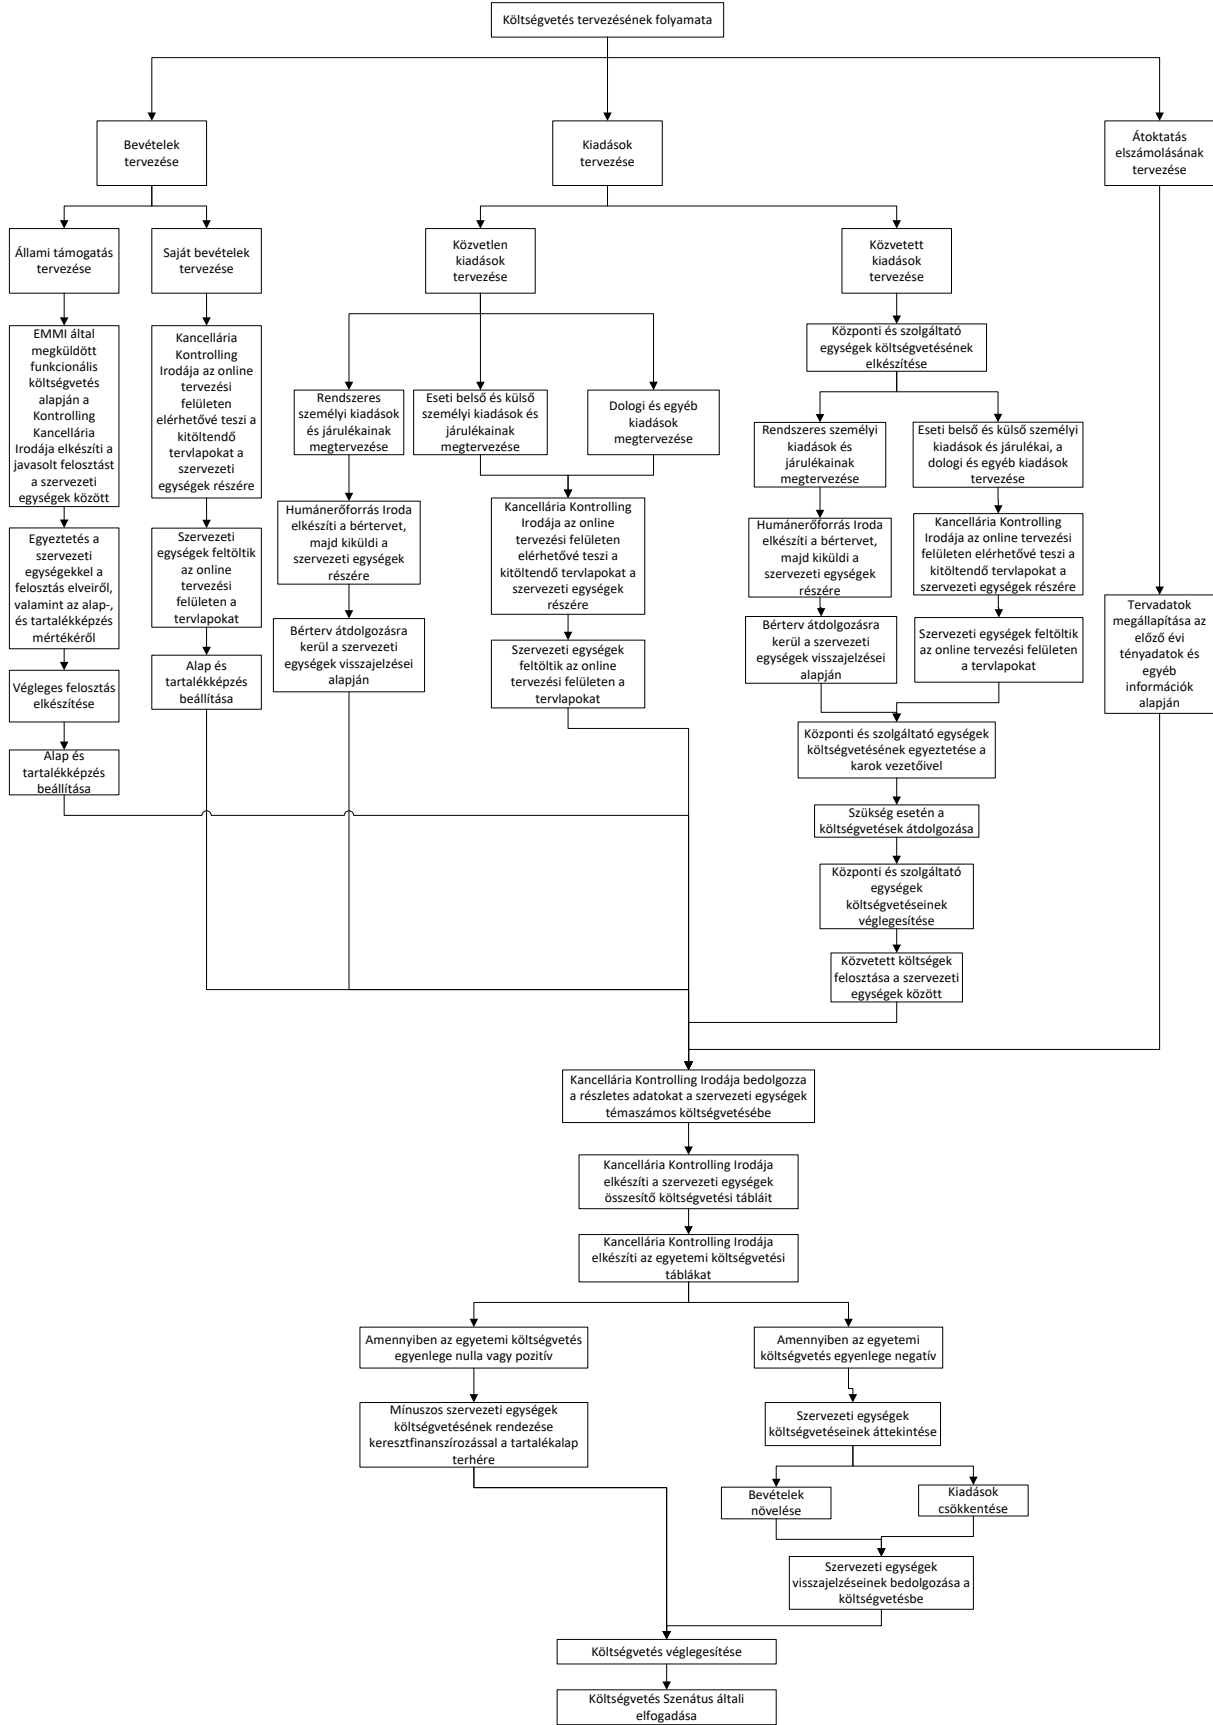 Költségvetés tervezésének folyamata
Bevételek
tervezése
Kiadások
tervezése
Átoktatás
elszámolásának
tervezése
Állami támogatás
tervezése
Saját bevételek
tervezése
Közvetlen
kiadások
tervezése
Közvetett
kiadások
tervezése
EMMI által
megküldött
funkcionális
költségvetés
alapján a
Kontrolling
Kancellária
Irodája elkészíti a
javasolt felosztást
a szervezeti
egységek között
Kancellária
Kontrolling
Irodája az online
tervezési
felületen
elérhetővé teszi a
kitöltendő
tervlapokat a
szervezeti
egységek részére
Központi és szolgáltató
egységek költségvetésének
elkészítése
Rendszeres
személyi kiadások
és járulékainak
megtervezése
Eseti belső és külső
személyi kiadások és
járulékainak
megtervezése
Dologi és egyéb
kiadások
megtervezése
Rendszeres személyi
kiadások és
járulékainak
megtervezése
Eseti belső és külső személyi
kiadások és járulékai, a
dologi és egyéb kiadások
tervezése
Egyeztetés a
szervezeti
egységekkel a
felosztás elveiről,
valamint az alap-,
és tartalékképzés
mértékéről
Szervezeti
egységek feltöltik
az online
tervezési
felületen a
tervlapokat
Humánerőforrás Iroda
elkészíti a bértervet,
majd kiküldi a
szervezeti egységek
részére
Kancellária Kontrolling
Irodája az online
tervezési felületen
elérhetővé teszi a
kitöltendő tervlapokat a
szervezeti egységek
részére
Humánerőforrás Iroda
elkészíti a bértervet,
majd kiküldi a
szervezeti egységek
részére
Kancellária Kontrolling
Irodája az online tervezési
felületen elérhetővé teszi a
kitöltendő tervlapokat a
szervezeti egységek részére
Tervadatok
megállapítása az
előző évi
tényadatok és
egyéb
információk
alapján
Végleges felosztás
elkészítése
Alap és
tartalékképzés
beállítása
Bérterv átdolgozásra
kerül a szervezeti
egységek visszajelzései
alapján
Szervezeti egységek
feltöltik az online
tervezési felületen a
tervlapokat
Bérterv átdolgozásra
kerül a szervezeti
egységek visszajelzései
alapján
Szervezeti egységek feltöltik
az online tervezési felületen
a tervlapokat
Alap és
tartalékképzés
beállítása
Központi és szolgáltató egységek
költségvetésének egyeztetése a
karok vezetőivel
Szükség esetén a
költségvetések átdolgozása
Központi és szolgáltató
egységek
költségvetéseinek
véglegesítése
Közvetett költségek
felosztása a szervezeti
egységek között
Kancellária Kontrolling Irodája bedolgozza
a részletes adatokat a szervezeti egységek
témaszámos költségvetésébe
Kancellária Kontrolling Irodája
elkészíti a szervezeti egységek
összesítő költségvetési tábláit
Kancellária Kontrolling Irodája
elkészíti az egyetemi költségvetési
táblákat
Amennyiben az egyetemi költségvetés
egyenlege nulla vagy pozitív
Amennyiben az egyetemi
költségvetés egyenlege negatív
Mínuszos szervezeti egységek
költségvetésének rendezése
keresztfinanszírozással a tartalékalap
terhére
Szervezeti egységek
költségvetéseinek áttekintése
Bevételek
növelése
Kiadások
csökkentése
Szervezeti egységek
visszajelzéseinek bedolgozása a
költségvetésbe
Költségvetés véglegesítése
Költségvetés Szenátus általi
elfogadása